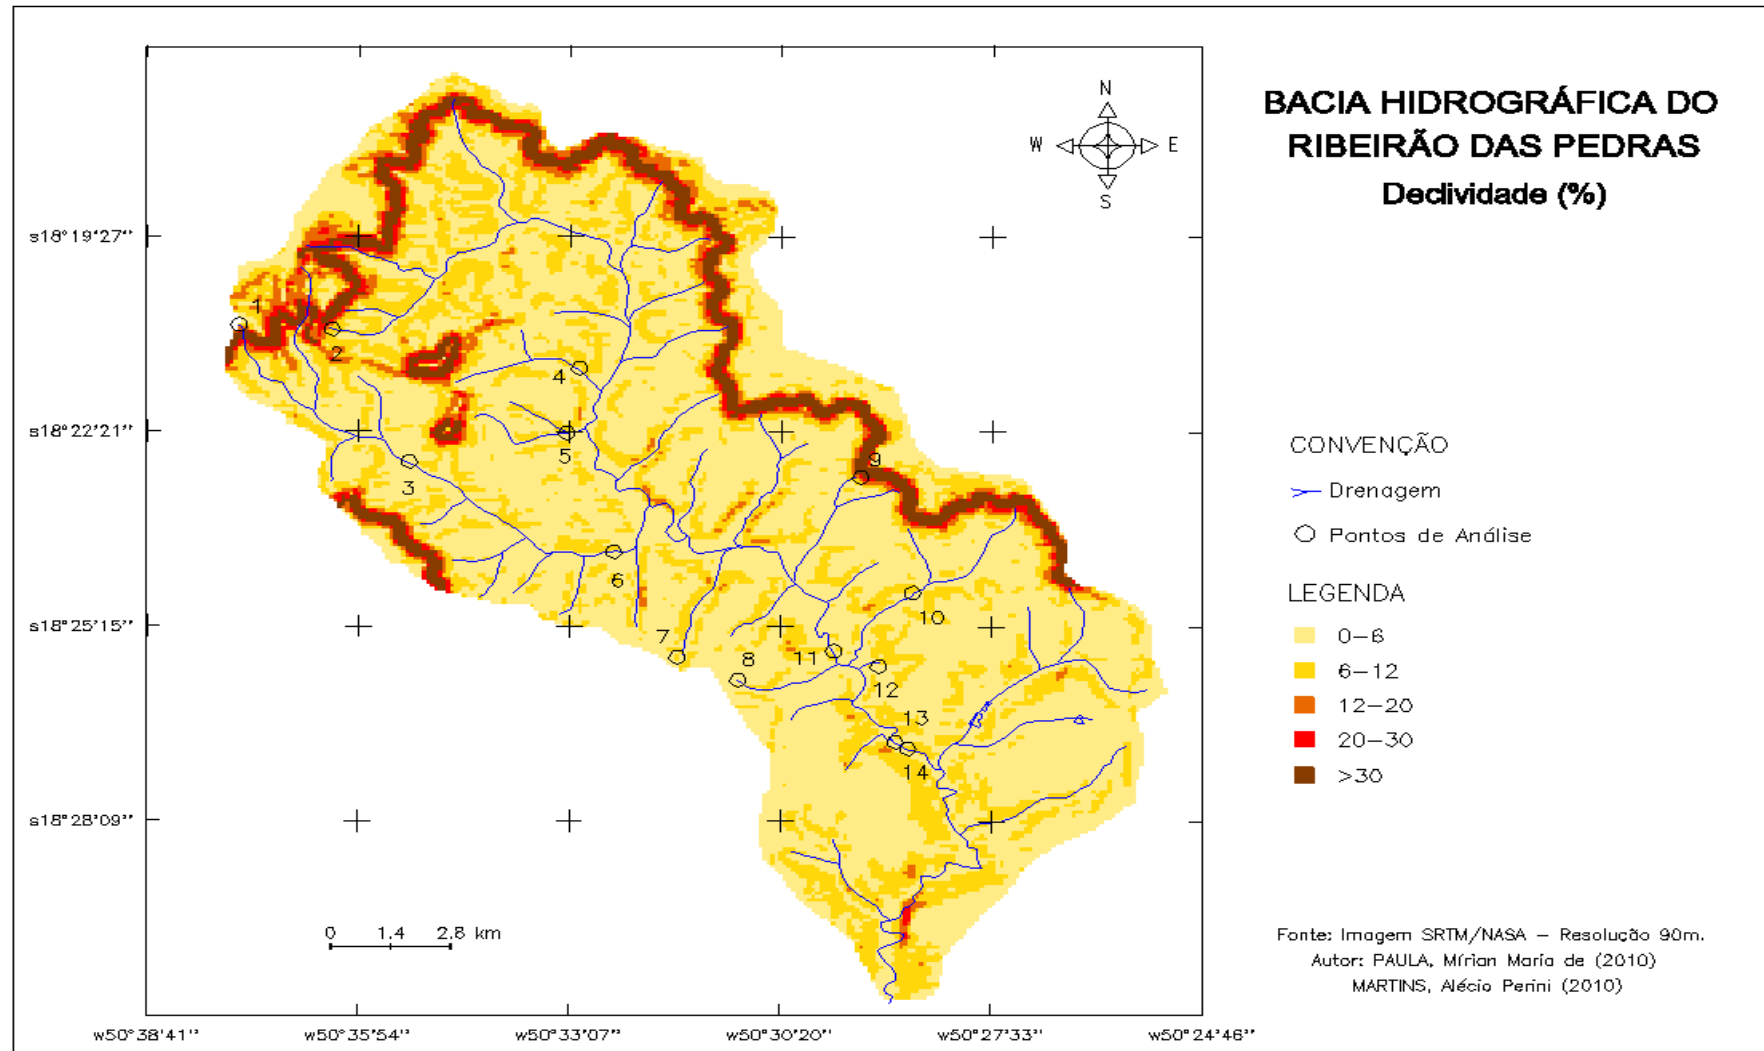 BACIA HIDROGRÁFICA DO
RIBEIRÃO DAS PEDRAS
Declividade (%)
N
W
E
S
s18°19'27''
s18°22'21''
s18°25'15''
s18°28'09''
1
2
3
4
5
6
7
8
9
10
11
12
13
14
0 1.4 2.8 km
w50°38'41''
w50°35'54''
w50°33'07''
w50°30'20''
w50°27'33''
w50°24'46''
CONVENÇÃO
Drenagem
Pontos de Análise
LEGENDA
0-6
6-12
12-20
20-30
>30
Fonte: Imagem SRTM/NASA - Resolução 90m.
Autor: PAULA, Mírian Maria de (2010)
MARTINS, Alécio Perini (2010)